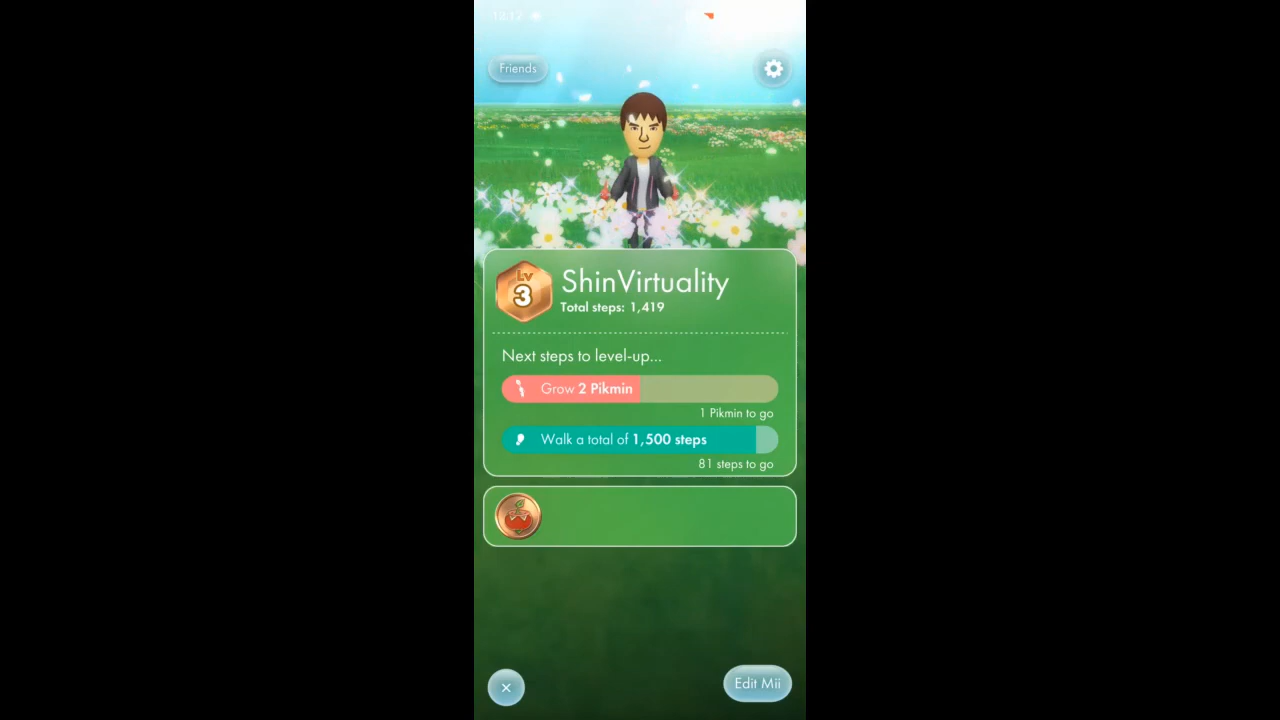 Friends
Lv
3
ShinVirtuality
Total steps: 1,419
Next steps to level-up...
Grow 2 Pikmin
1 Pikmin to go
Walk a total of 1,500 steps
81 steps to go
Edit Mii